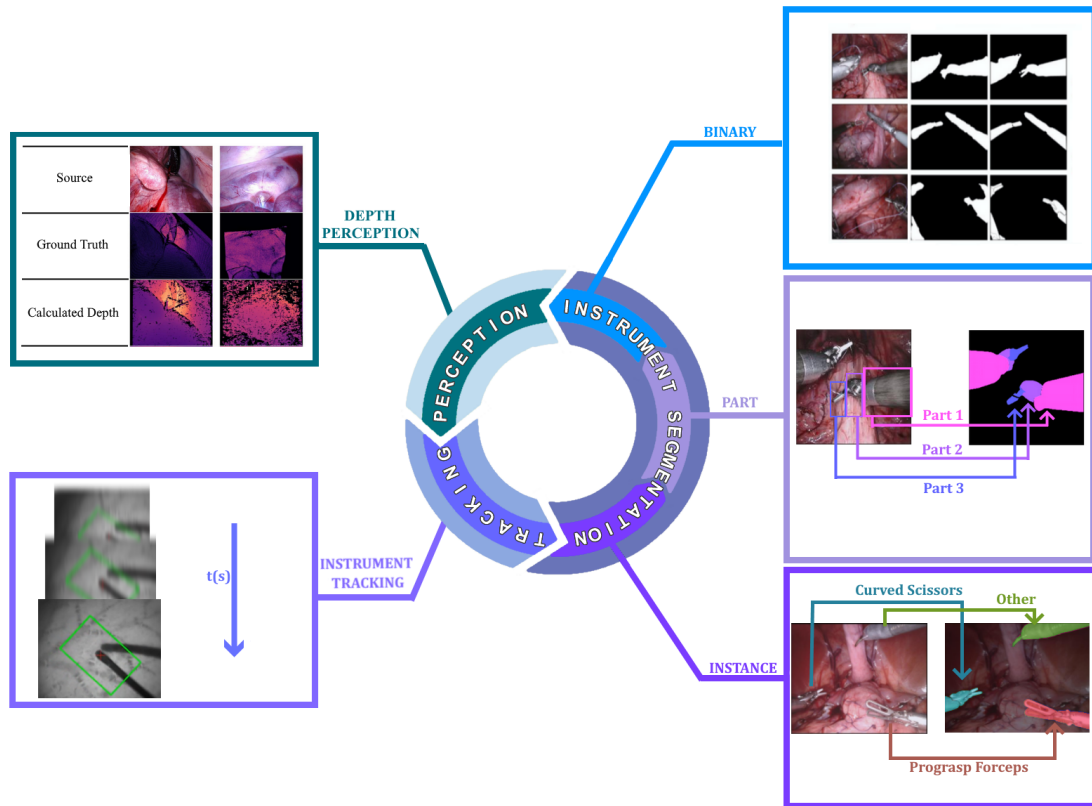 BINARY
Source
Ground Truth
Calculated Depth
DEPTH
PERCEPTION
PERCEPTION
INSTRUMENT SEGMENTATION
TRACKING
PART
Part 1
Part 2
Part 3
t(s)
INSTRUMENT
TRACKING
INSTANCE
Curved Scissors
Other
Prograsp Forceps